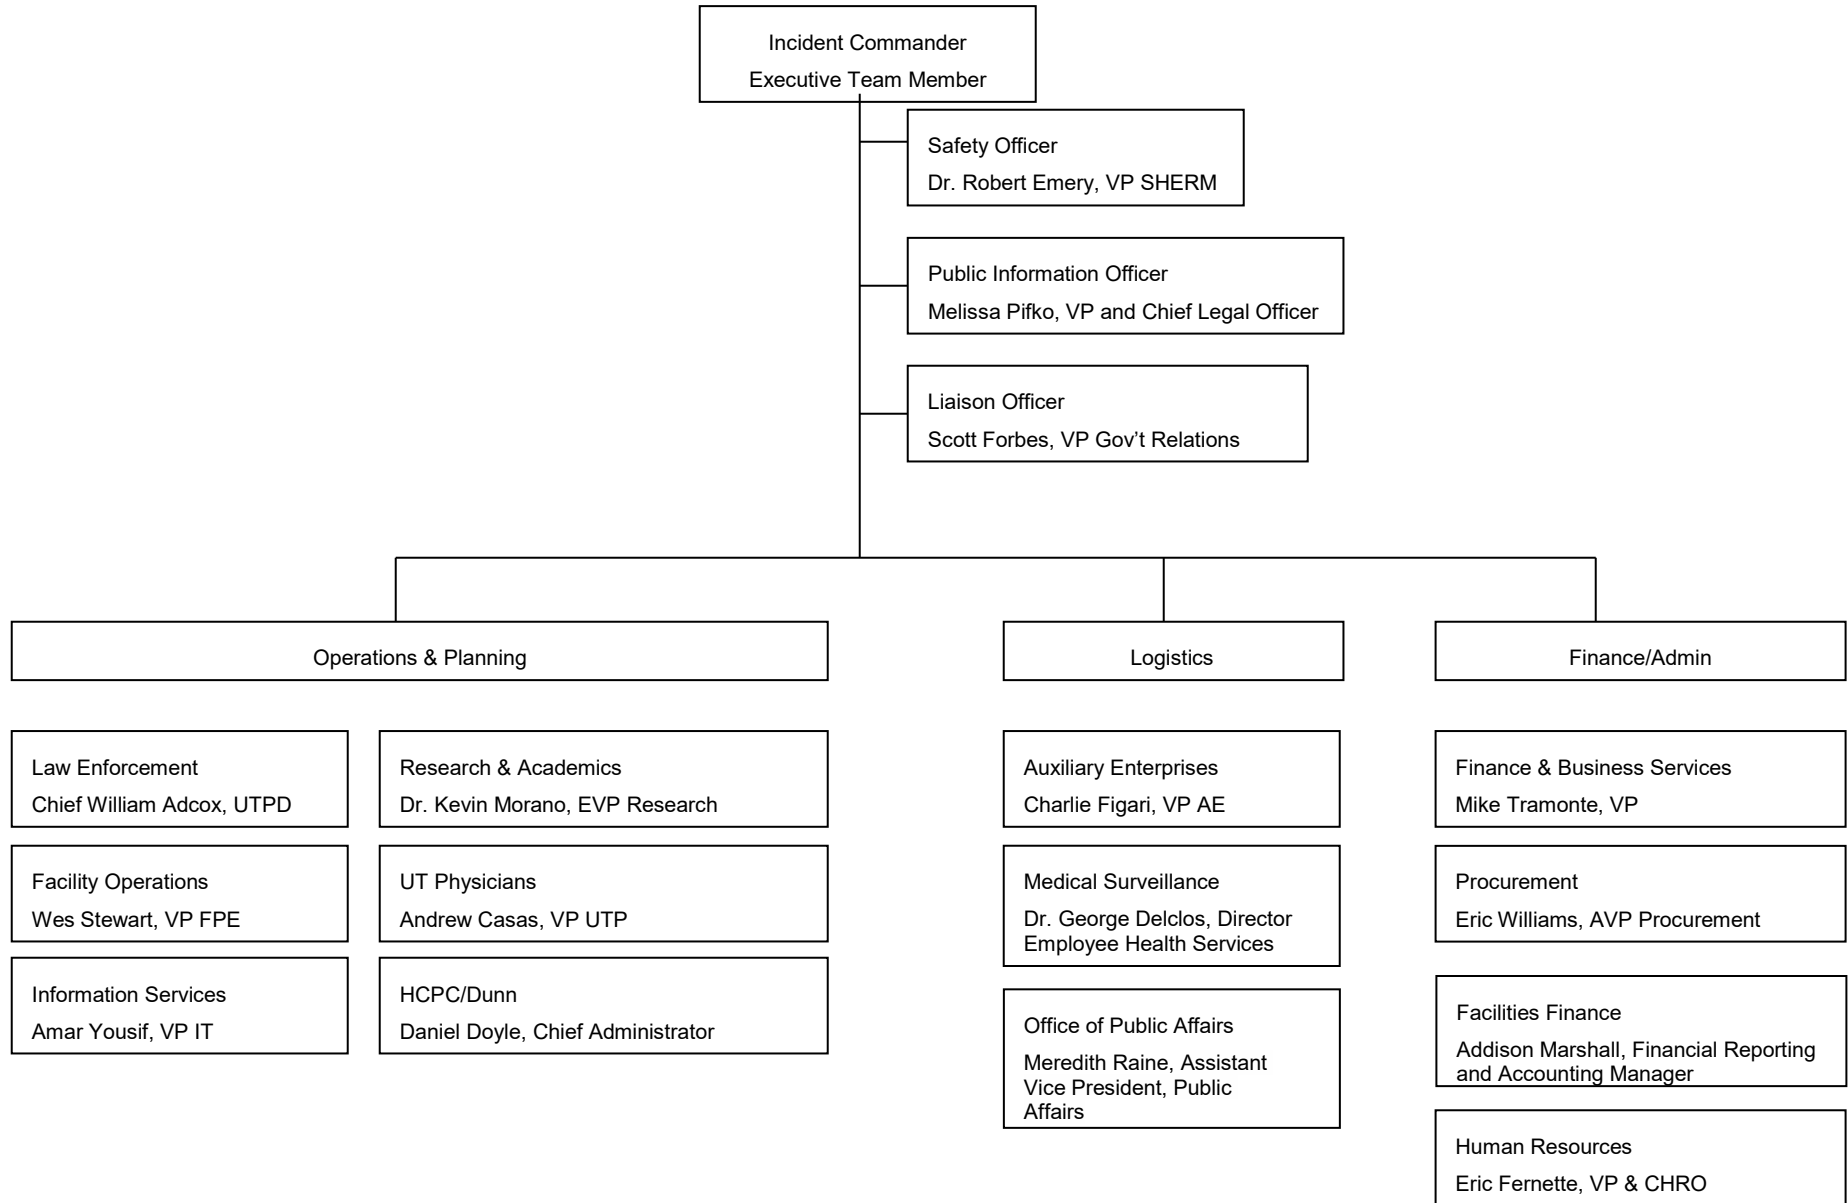 Incident Commander
Executive Team Member
Safety Officer
Dr. Robert Emery, VP SHERM
Public Information Officer
Melissa Pifko, VP and Chief Legal Officer
Liaison Officer
Scott Forbes, VP Gov’t Relations
Operations & Planning
Law Enforcement
Chief William Adcox, UTPD
Facility Operations
Wes Stewart, VP FPE
Information Services
Amar Yousif, VP IT
Research & Academics
Dr. Kevin Morano, EVP Research
UT Physicians
Andrew Casas, VP UTP
HCPC/Dunn
Daniel Doyle, Chief Administrator
Logistics
Auxiliary Enterprises
Charlie Figari, VP AE
Medical Surveillance
Dr. George Delclos, Director
Employee Health Services
Office of Public Affairs
Meredith Raine, Assistant
Vice President, Public
Affairs
Finance/Admin
Finance & Business Services
Mike Tramonte, VP
Procurement
Eric Williams, AVP Procurement
Facilities Finance
Addison Marshall, Financial Reporting
and Accounting Manager
Human Resources
Eric Fernette, VP & CHRO